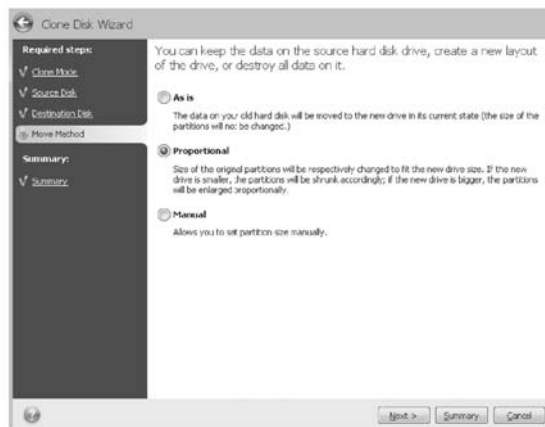 Clone Disk Wizard
Required steps:
Clone Mode
Source Disk
Destination Disk
Move Method
Summary:
Summary
You can keep the data on the source hard disk drive, create a new layout
of the drive, or destroy all data on it.
As is
The data on your old hard disk will be moved to the new drive in its current state (the size of the
partitions will not be changed.)
Proportional
Size of the original partitions will be respectively changed to fit the new drive size. If the new
drive is smaller, the partitions will be shrunk accordingly; if the new drive is bigger, the partitions
will be enlarged proportionally.
Manual
Allows you to set partition size manually.
Next > Summary Cancel